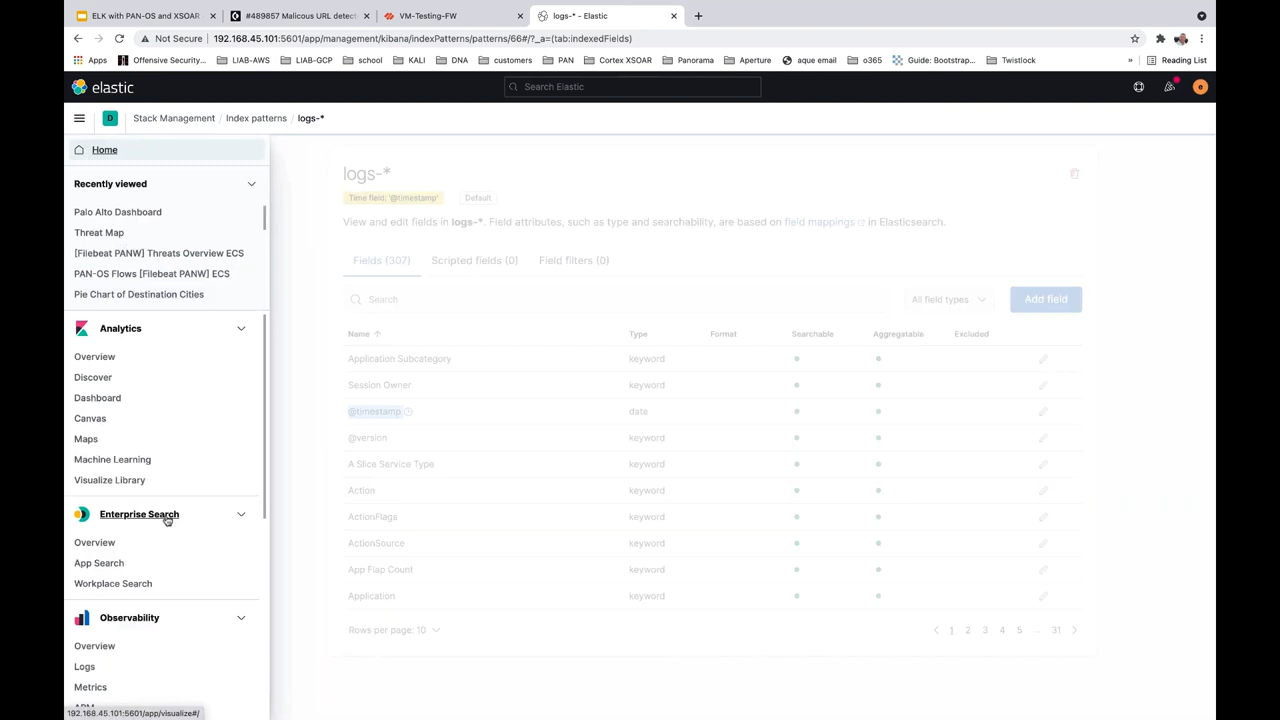 ELK with PAN-OS and XSOAR
#489857 Malicous URL detect
VM-Testing-FW
logs-* - Elastic
Not Secure 192.168.45.101:5601/app/management/kibana/indexPatterns/patterns/66#/?_a=(tab:indexedFields)
Apps Offensive Security... LIAB-AWS LIAB-GCP school KALI DNA customers PAN Cortex XSOAR Panorama Aperture aque email o365 Guide: Bootstrap... Twistlock » Reading List
elastic
Search Elastic
e
D Stack Management Index patterns logs-*
Home
Recently viewed
Palo Alto Dashboard
Threat Map
[Filebeat PANW] Threats Overview ECS
PAN-OS Flows [Filebeat PANW] ECS
Pie Chart of Destination Cities
Analytics
Overview
Discover
Dashboard
Canvas
Maps
Machine Learning
Visualize Library
Enterprise Search
Overview
App Search
Workplace Search
Observability
Overview
Logs
Metrics
APM
192.168.45.101:5601/app/visualize#/
logs-*
Time field: '@timestamp' Default
View and edit fields in logs-*. Field attributes, such as type and searchability, are based on field mappings in Elasticsearch.
Fields (307) Scripted fields (0) Field filters (0)
Search All field types Add field
Name Type Format Searchable Aggregatable Excluded
Application Subcategory keyword
Session Owner keyword
@timestamp date
@version keyword
A Slice Service Type keyword
Action keyword
ActionFlags keyword
ActionSource keyword
App Flap Count keyword
Application keyword
Rows per page: 10 1 2 3 4 5 ... 31